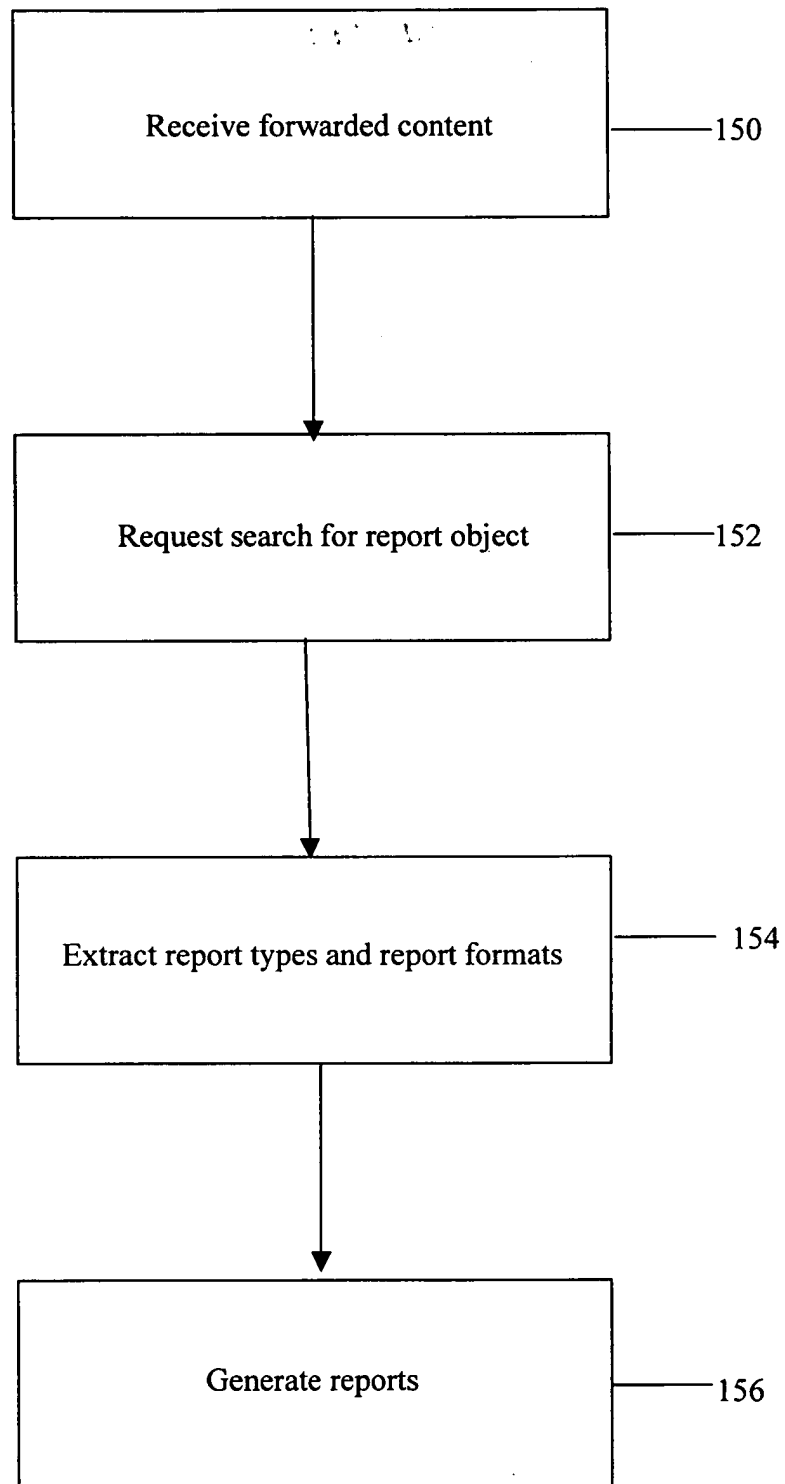 Receive forwarded content
150
Request search for report object
152
Extract report types and report formats
154
Generate reports
156